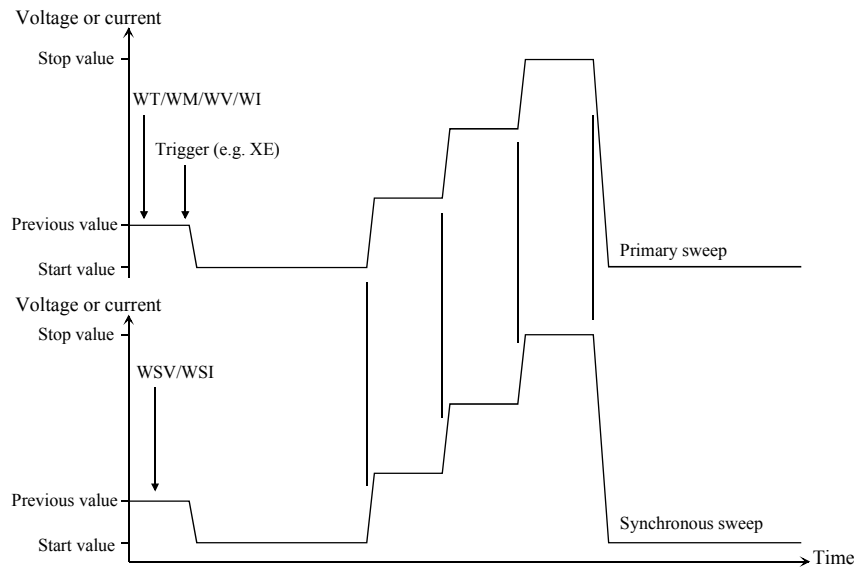 Voltage or current
Stop value
WT/WM/WV/WI
Trigger (e.g. XE)
Previous value
Start value
Primary sweep
Voltage or current
Stop value
WSV/WSI
Previous value
Start value
Synchronous sweep
Time